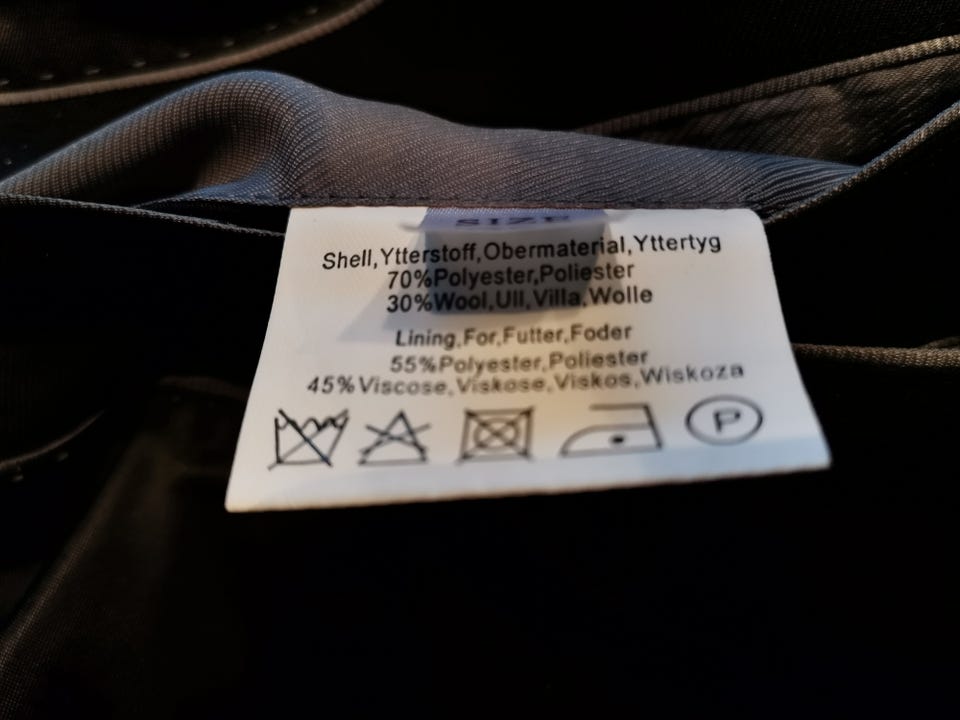 SIZE
Shell,Ytterstoff,Obermaterial,Yttertyg
70%Polyester,Poliester
30%Wool,Ull,Villa,Wolle
Lining,For,Futter,Foder
55%Polyester,Poliester
45%Viscose,Viskose,Viskos,Wiskoza
P